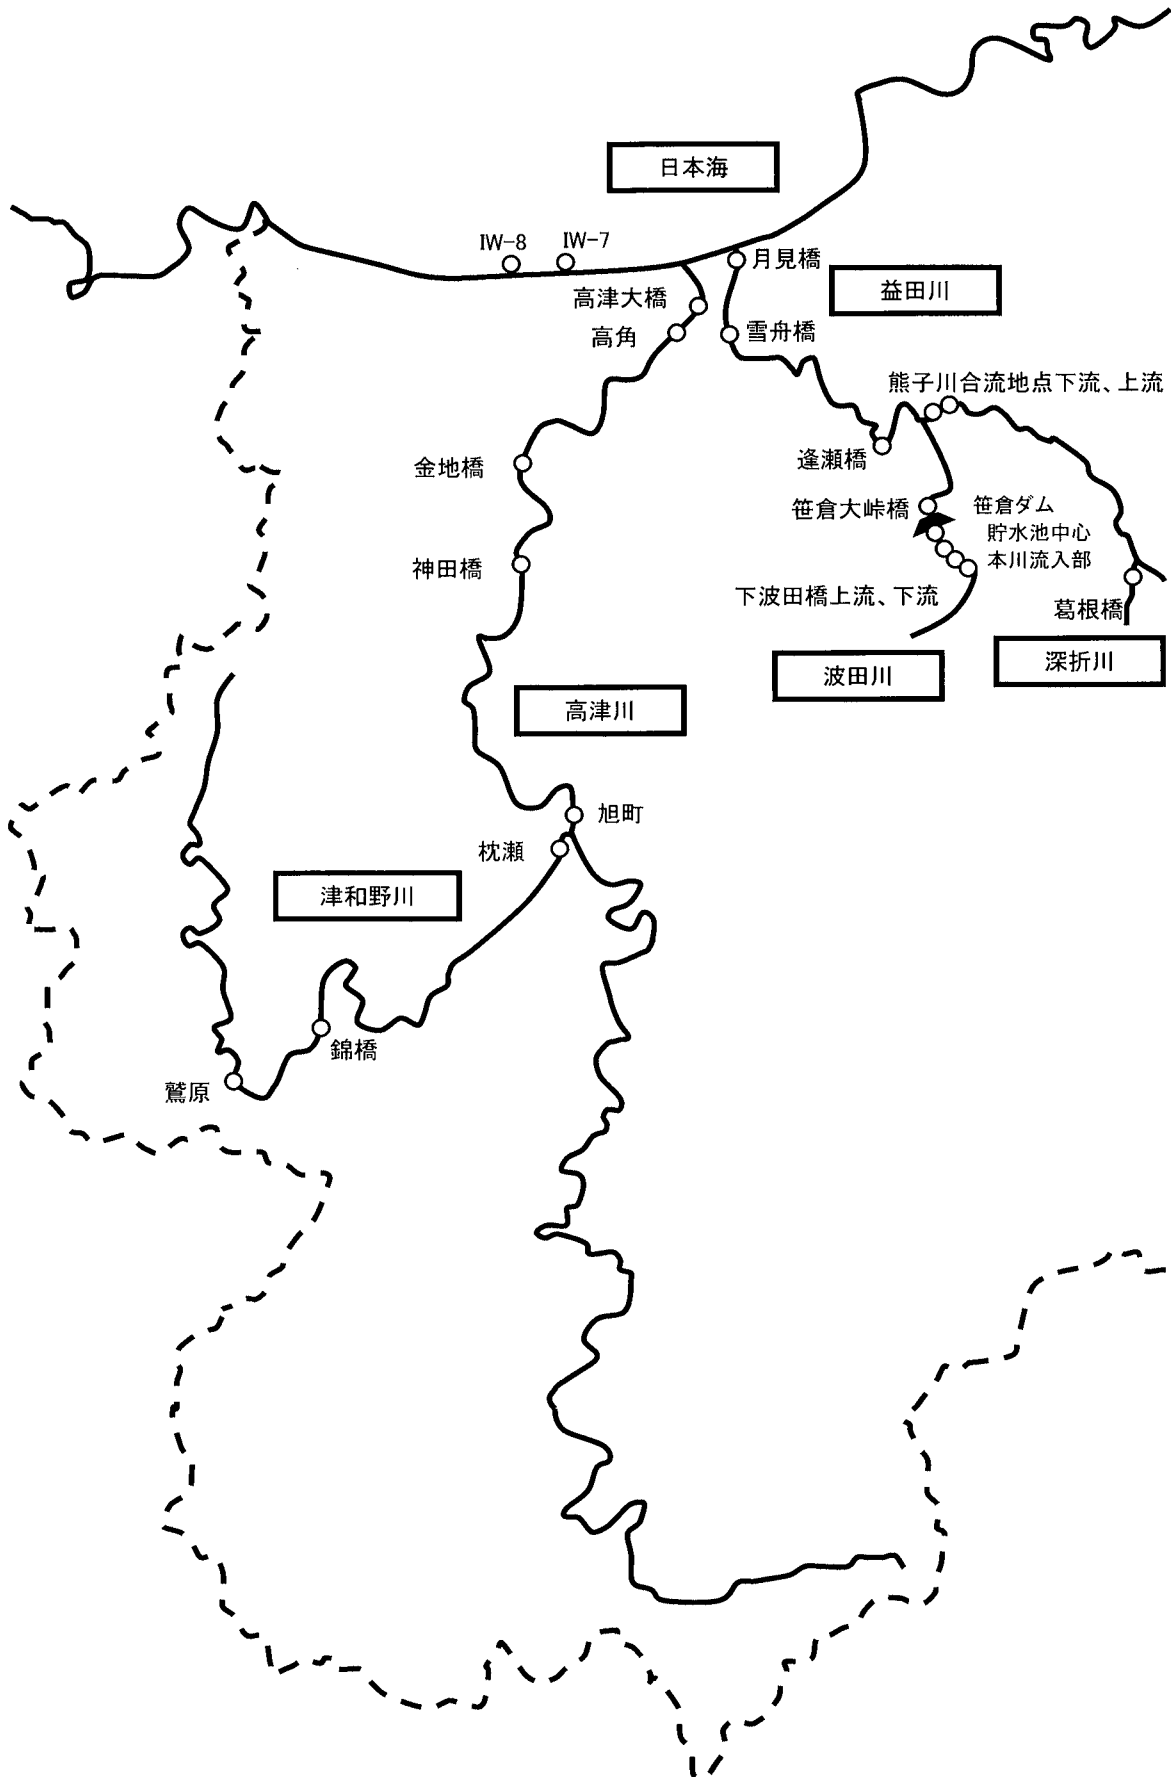 日本海
IW-8
IW-7
月見橋
益田川
高津大橋
高角
雪舟橋
熊子川合流地点下流、上流
逢瀬橋
金地橋
笹倉大峠橋
笹倉ダム
貯水池中心
本川流入部
神田橋
下波田橋上流、下流
葛根橋
深折川
波田川
高津川
旭町
枕瀬
津和野川
錦橋
鷲原